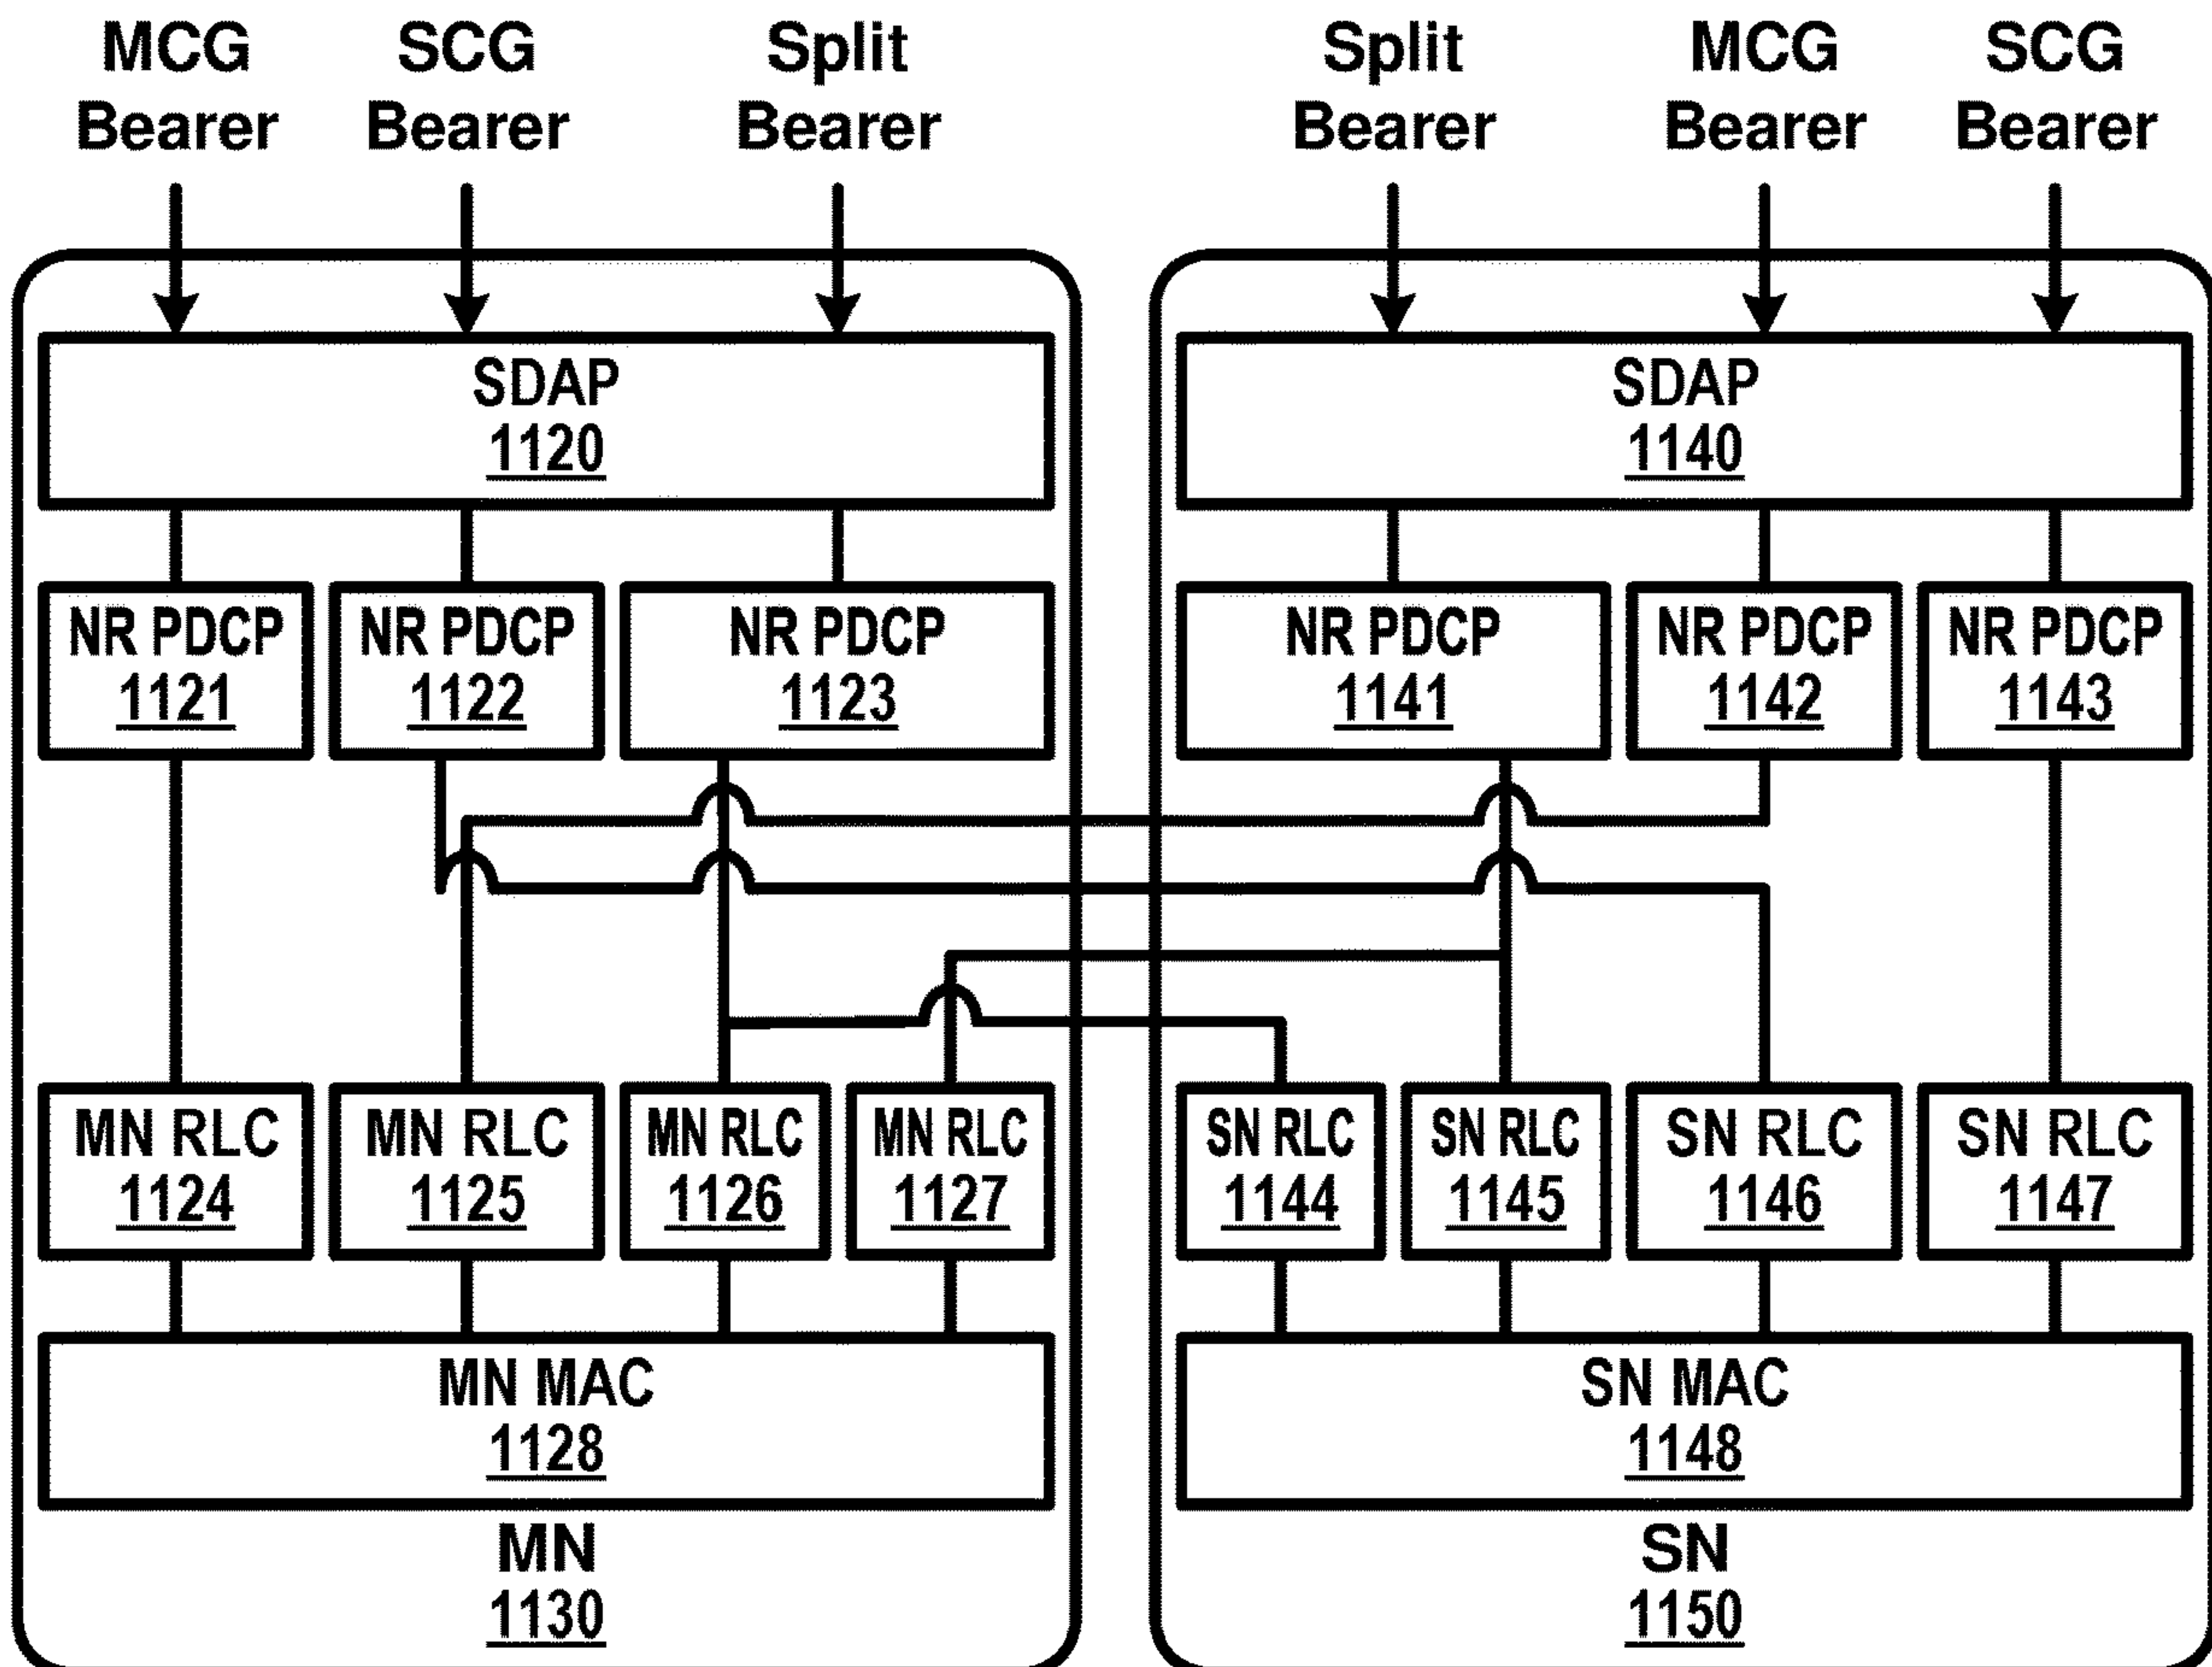 MCG
Bearer
SCG
Bearer
Split
Bearer
Split
Bearer
MCG
Bearer
SCG
Bearer
SDAP
1120
SDAP
1140
NR PDCP
1121
NR PDCP
1122
NR PDCP
1123
NR PDCP
1141
NR PDCP
1142
NR PDCP
1143
MN RLC
1124
MN RLC
1125
MN RLC
1126
MN RLC
1127
SN RLC
1144
SN RLC
1145
SN RLC
1146
SN RLC
1147
MN MAC
1128
SN MAC
1148
MN
1130
SN
1150